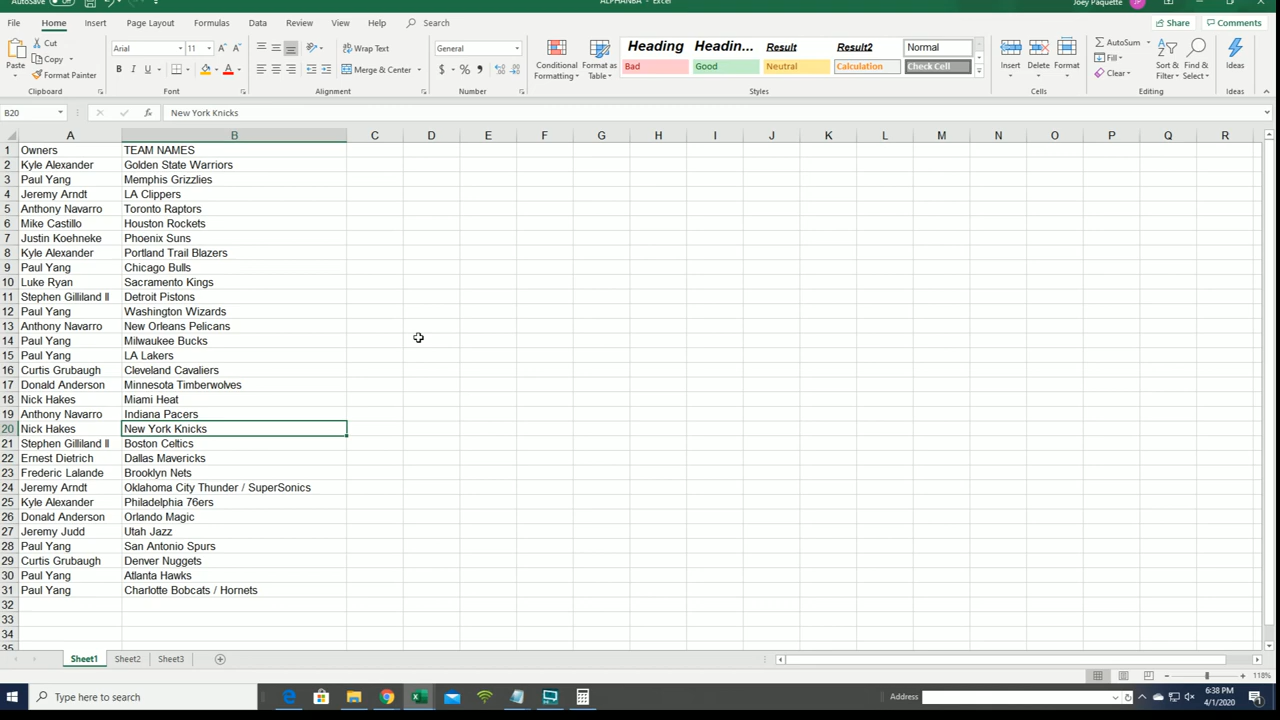 AutoSave Off ALPHANBA - Excel Joey Paquette JP
File Home Insert Page Layout Formulas Data Review View Help Search Share Comments
Paste Cut Copy Format Painter Clipboard
Arial 11 A A B I U A Font
Wrap Text Merge & Center Alignment
General $ % , Number
Conditional Formatting Format as Table
Heading Headin... Result Result2 Normal
Bad Good Neutral Calculation Check Cell
Styles
Insert Delete Format Cells
AutoSum Fill Clear Sort & Filter Find & Select Editing
Ideas Ideas
B20 fx New York Knicks
A B C D E F G H I J K L M N O P Q R
1 Owners TEAM NAMES
2 Kyle Alexander Golden State Warriors
3 Paul Yang Memphis Grizzlies
4 Jeremy Arndt LA Clippers
5 Anthony Navarro Toronto Raptors
6 Mike Castillo Houston Rockets
7 Justin Koehneke Phoenix Suns
8 Kyle Alexander Portland Trail Blazers
9 Paul Yang Chicago Bulls
10 Luke Ryan Sacramento Kings
11 Stephen Gilliland II Detroit Pistons
12 Paul Yang Washington Wizards
13 Anthony Navarro New Orleans Pelicans
14 Paul Yang Milwaukee Bucks
15 Paul Yang LA Lakers
16 Curtis Grubaugh Cleveland Cavaliers
17 Donald Anderson Minnesota Timberwolves
18 Nick Hakes Miami Heat
19 Anthony Navarro Indiana Pacers
20 Nick Hakes New York Knicks
21 Stephen Gilliland II Boston Celtics
22 Ernest Dietrich Dallas Mavericks
23 Frederic Lalande Brooklyn Nets
24 Jeremy Arndt Oklahoma City Thunder / SuperSonics
25 Kyle Alexander Philadelphia 76ers
26 Donald Anderson Orlando Magic
27 Jeremy Judd Utah Jazz
28 Paul Yang San Antonio Spurs
29 Curtis Grubaugh Denver Nuggets
30 Paul Yang Atlanta Hawks
31 Paul Yang Charlotte Bobcats / Hornets
32
33
34
35
Sheet1 Sheet2 Sheet3
118%
Type here to search Address 6:38 PM
4/1/2020